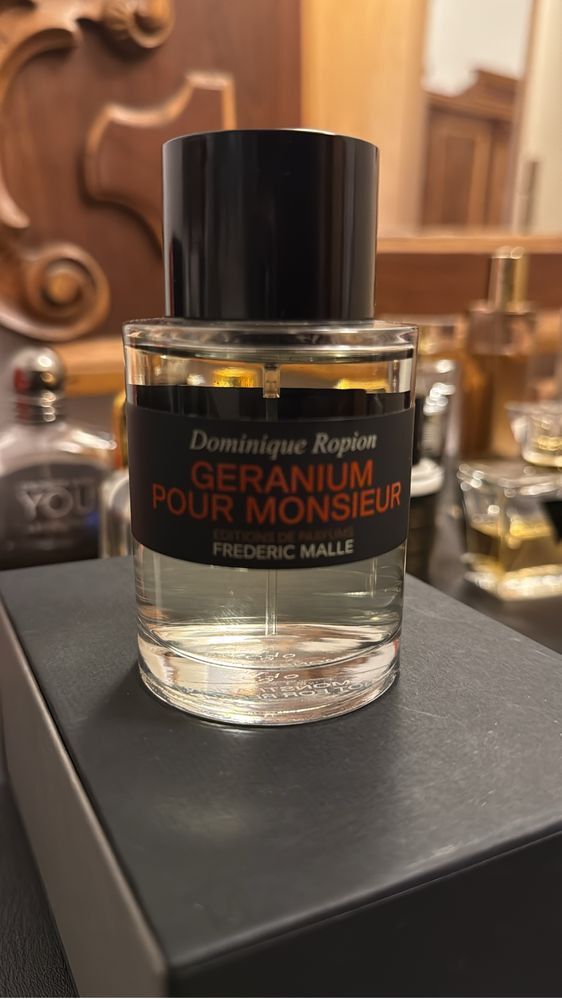 Dominique Ropion
GERANIUM
POUR MONSIEUR
EDITIONS DE PARFUMS
FREDERIC MALLE
YOU